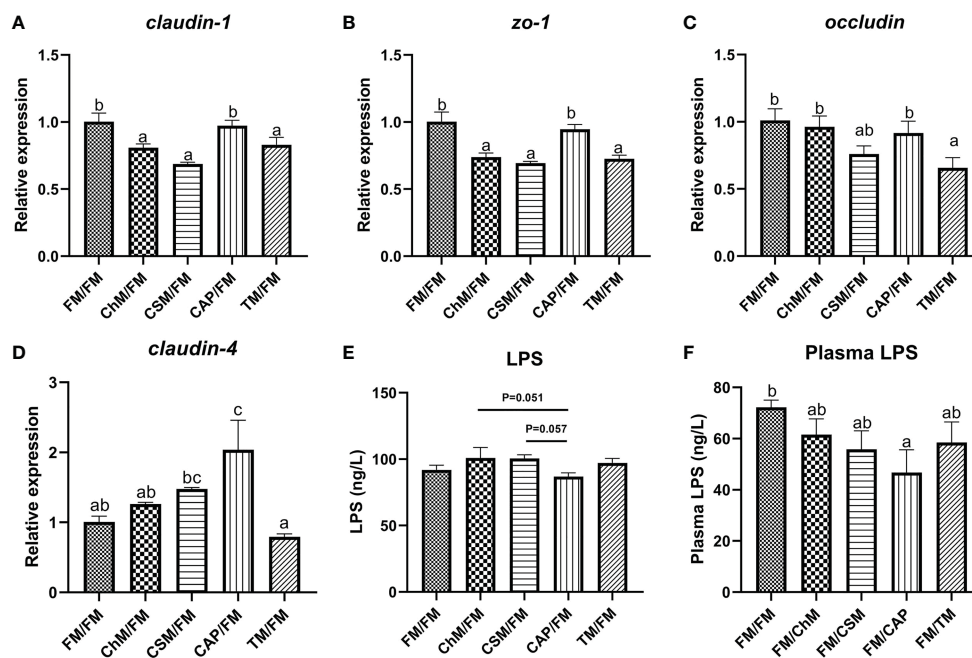 A claudin-1
Relative expression
1.5
1.0
0.5
0.0
b
a
a
b
a
FM/FM
ChM/FM
CSM/FM
CAP/FM
TM/FM
B zo-1
Relative expression
1.5
1.0
0.5
0.0
b
a
a
b
a
FM/FM
ChM/FM
CSM/FM
CAP/FM
TM/FM
C occludin
Relative expression
1.5
1.0
0.5
0.0
b
b
ab
b
a
FM/FM
ChM/FM
CSM/FM
CAP/FM
TM/FM
D claudin-4
Relative expression
3
2
1
0
ab
ab
bc
c
a
FM/FM
ChM/FM
CSM/FM
CAP/FM
TM/FM
E LPS
LPS (ng/L)
150
100
50
0
P=0.051
P=0.057
FM/FM
ChM/FM
CSM/FM
CAP/FM
TM/FM
F Plasma LPS
Plasma LPS (ng/L)
80
60
40
20
0
b
ab
ab
a
ab
FM/FM
FM/ChM
FM/CSM
FM/CAP
FM/TM